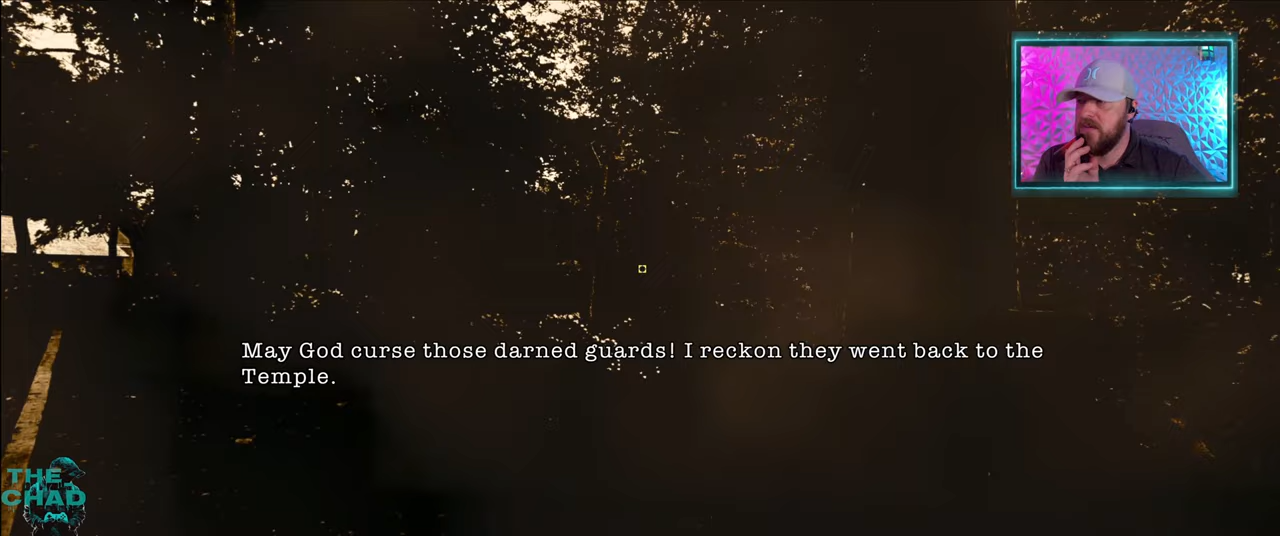 May God curse those darned guards! I reckon they went back to the
Temple.
THE
CHAD